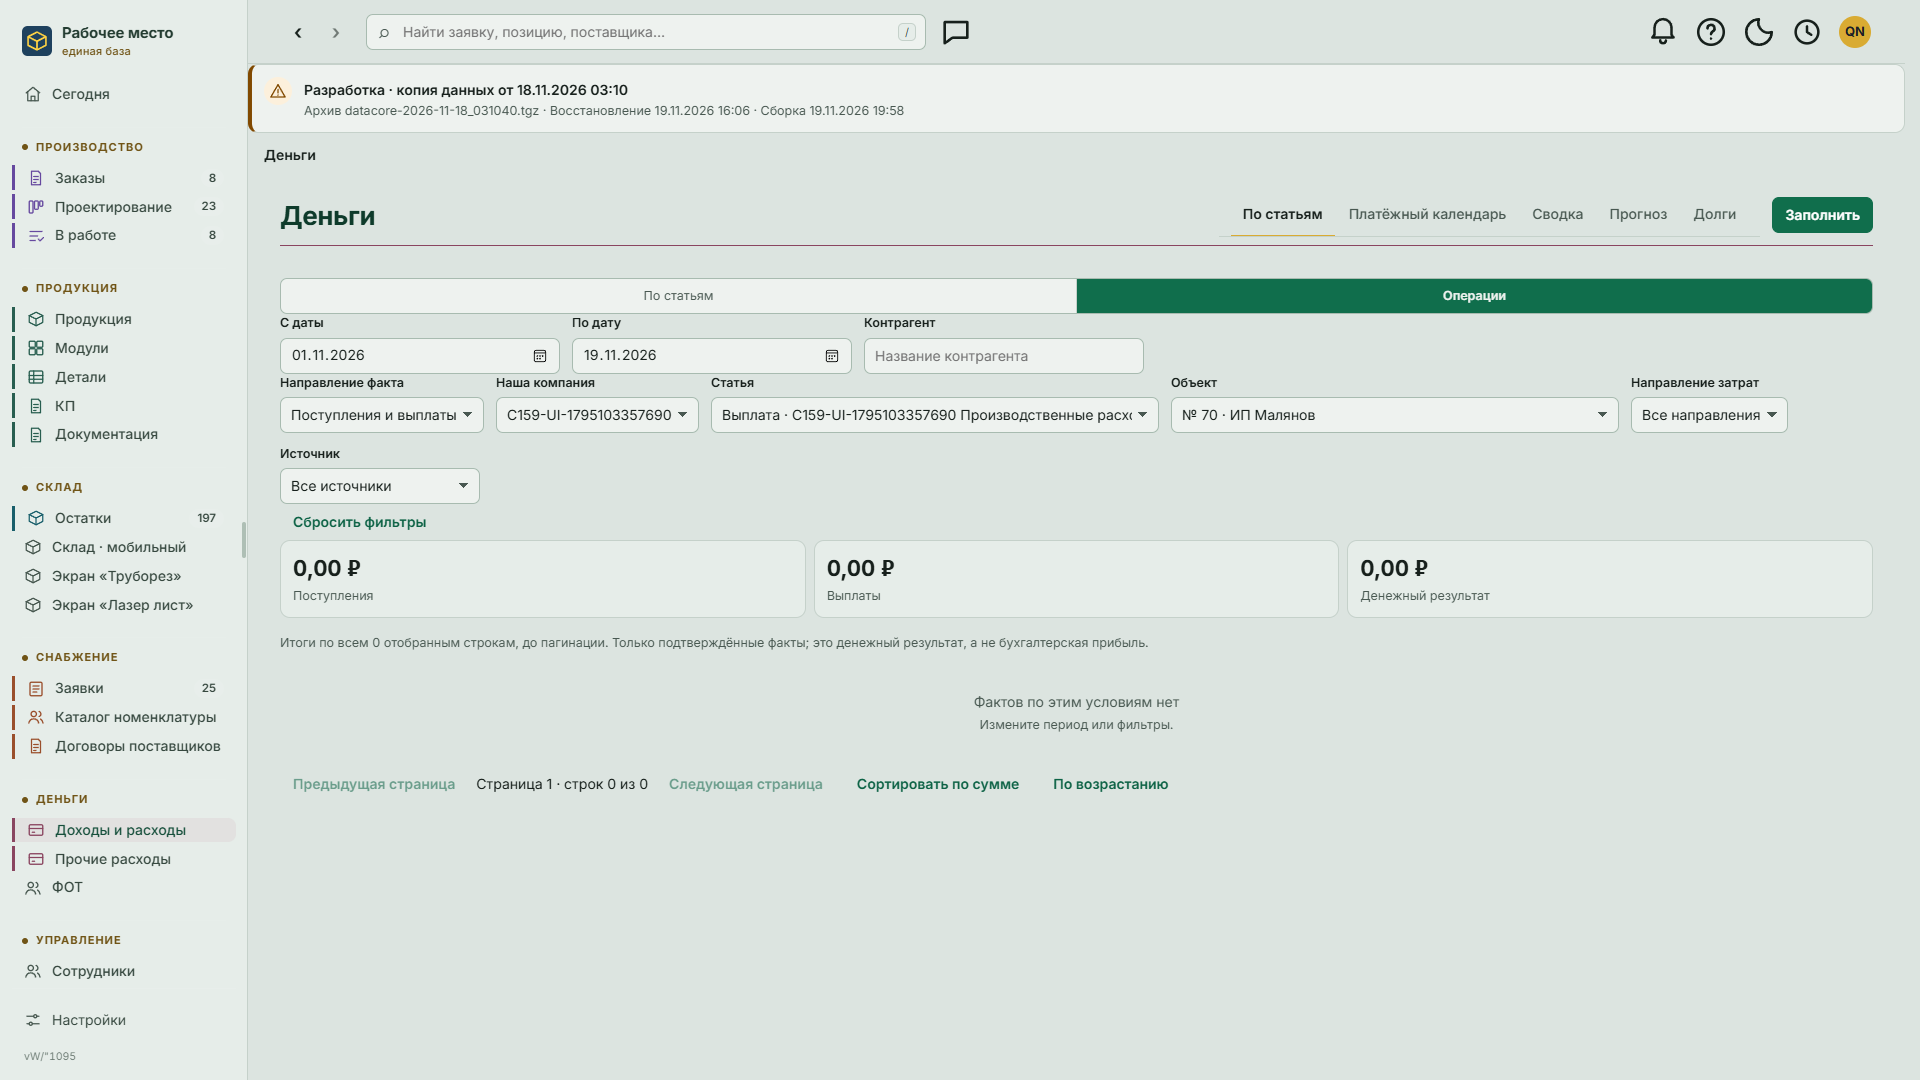 Рабочее место
единая база
Сегодня
ПРОИЗВОДСТВО
Заказы 8
Проектирование 23
В работе 8
ПРОДУКЦИЯ
Продукция
Модули
Детали
КП
Документация
СКЛАД
Остатки 197
Склад · мобильный
Экран «Труборез»
Экран «Лазер лист»
СНАБЖЕНИЕ
Заявки 25
Каталог номенклатуры
Договоры поставщиков
ДЕНЬГИ
Доходы и расходы
Прочие расходы
ФОТ
УПРАВЛЕНИЕ
Сотрудники
Настройки
vW/"1095
Найти заявку, позицию, поставщика... /
QN
Разработка · копия данных от 18.11.2026 03:10
Архив datacore-2026-11-18_031040.tgz · Восстановление 19.11.2026 16:06 · Сборка 19.11.2026 19:58
Деньги
Деньги
По статьям Платёжный календарь Сводка Прогноз Долги Заполнить
По статьям Операции
С даты По дату Контрагент
01.11.2026 19.11.2026 Название контрагента
Направление факта Наша компания Статья Объект Направление затрат
Поступления и выплаты C159-UI-1795103357690 Выплата · C159-UI-1795103357690 Производственные расхо № 70 · ИП Малянов Все направления
Источник
Все источники
Сбросить фильтры
0,00 ₽ 0,00 ₽ 0,00 ₽
Поступления Выплаты Денежный результат
Итоги по всем 0 отобранным строкам, до пагинации. Только подтверждённые факты; это денежный результат, а не бухгалтерская прибыль.
Фактов по этим условиям нет
Измените период или фильтры.
Предыдущая страница Страница 1 · строк 0 из 0 Следующая страница Сортировать по сумме По возрастанию